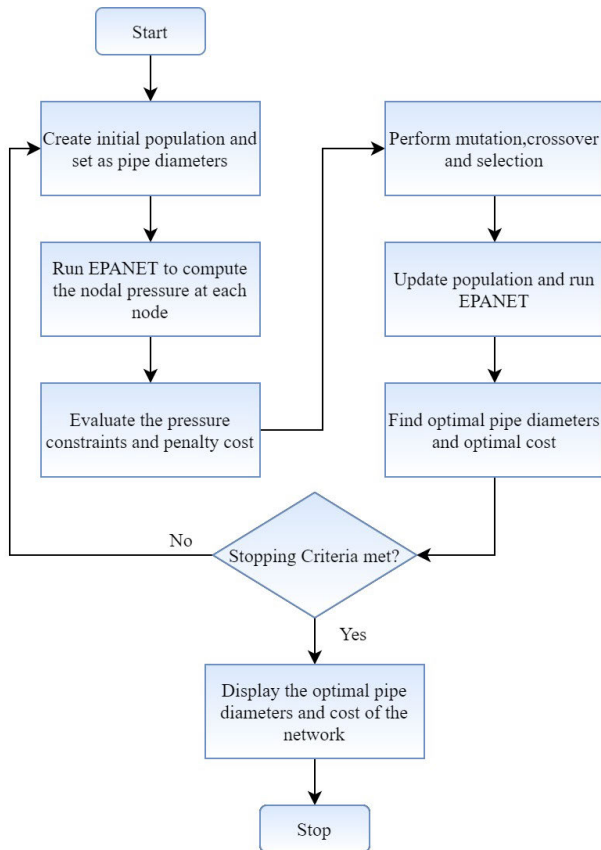 Start
Create initial population and
set as pipe diameters
Run EPANET to compute
the nodal pressure at each
node
Evaluate the pressure
constraints and penalty cost
Perform mutation,crossover
and selection
Update population and run
EPANET
Find optimal pipe diameters
and optimal cost
Stopping Criteria met?
No
Yes
Display the optimal pipe
diameters and cost of the
network
Stop